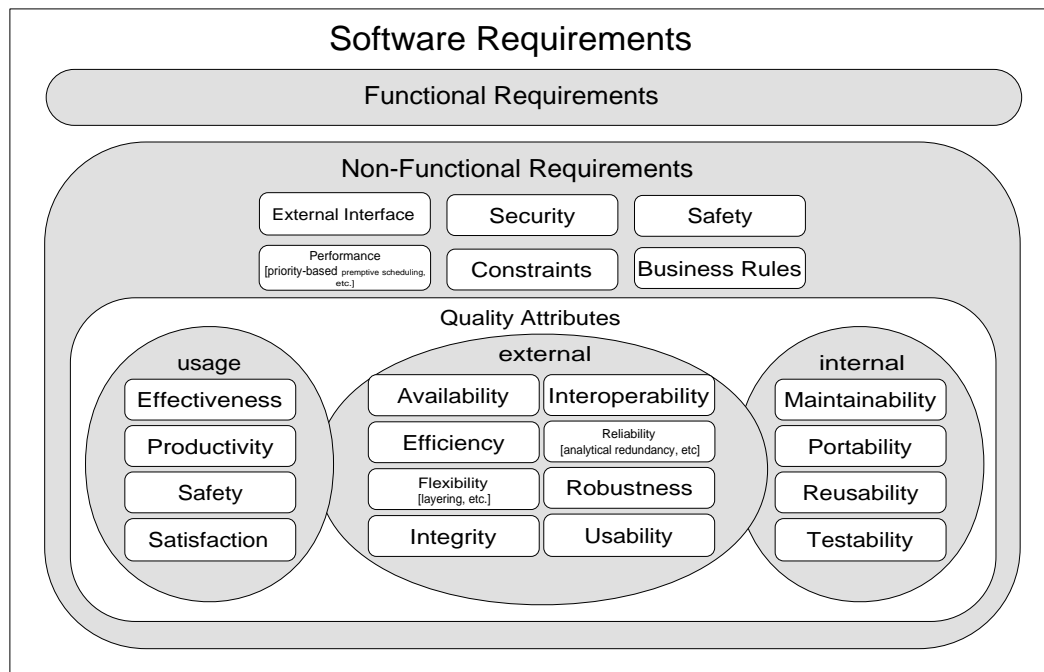 Software Requirements
Functional Requirements
Non-Functional Requirements
External Interface
Security
Safety
Performance
[priority-based premptive scheduling,
etc.]
Constraints
Business Rules
Quality Attributes
usage
Effectiveness
Productivity
Safety
Satisfaction
external
Availability
Interoperability
Efficiency
Reliability
[analytical redundancy, etc]
Flexibility
[layering, etc.]
Robustness
Integrity
Usability
internal
Maintainability
Portability
Reusability
Testability